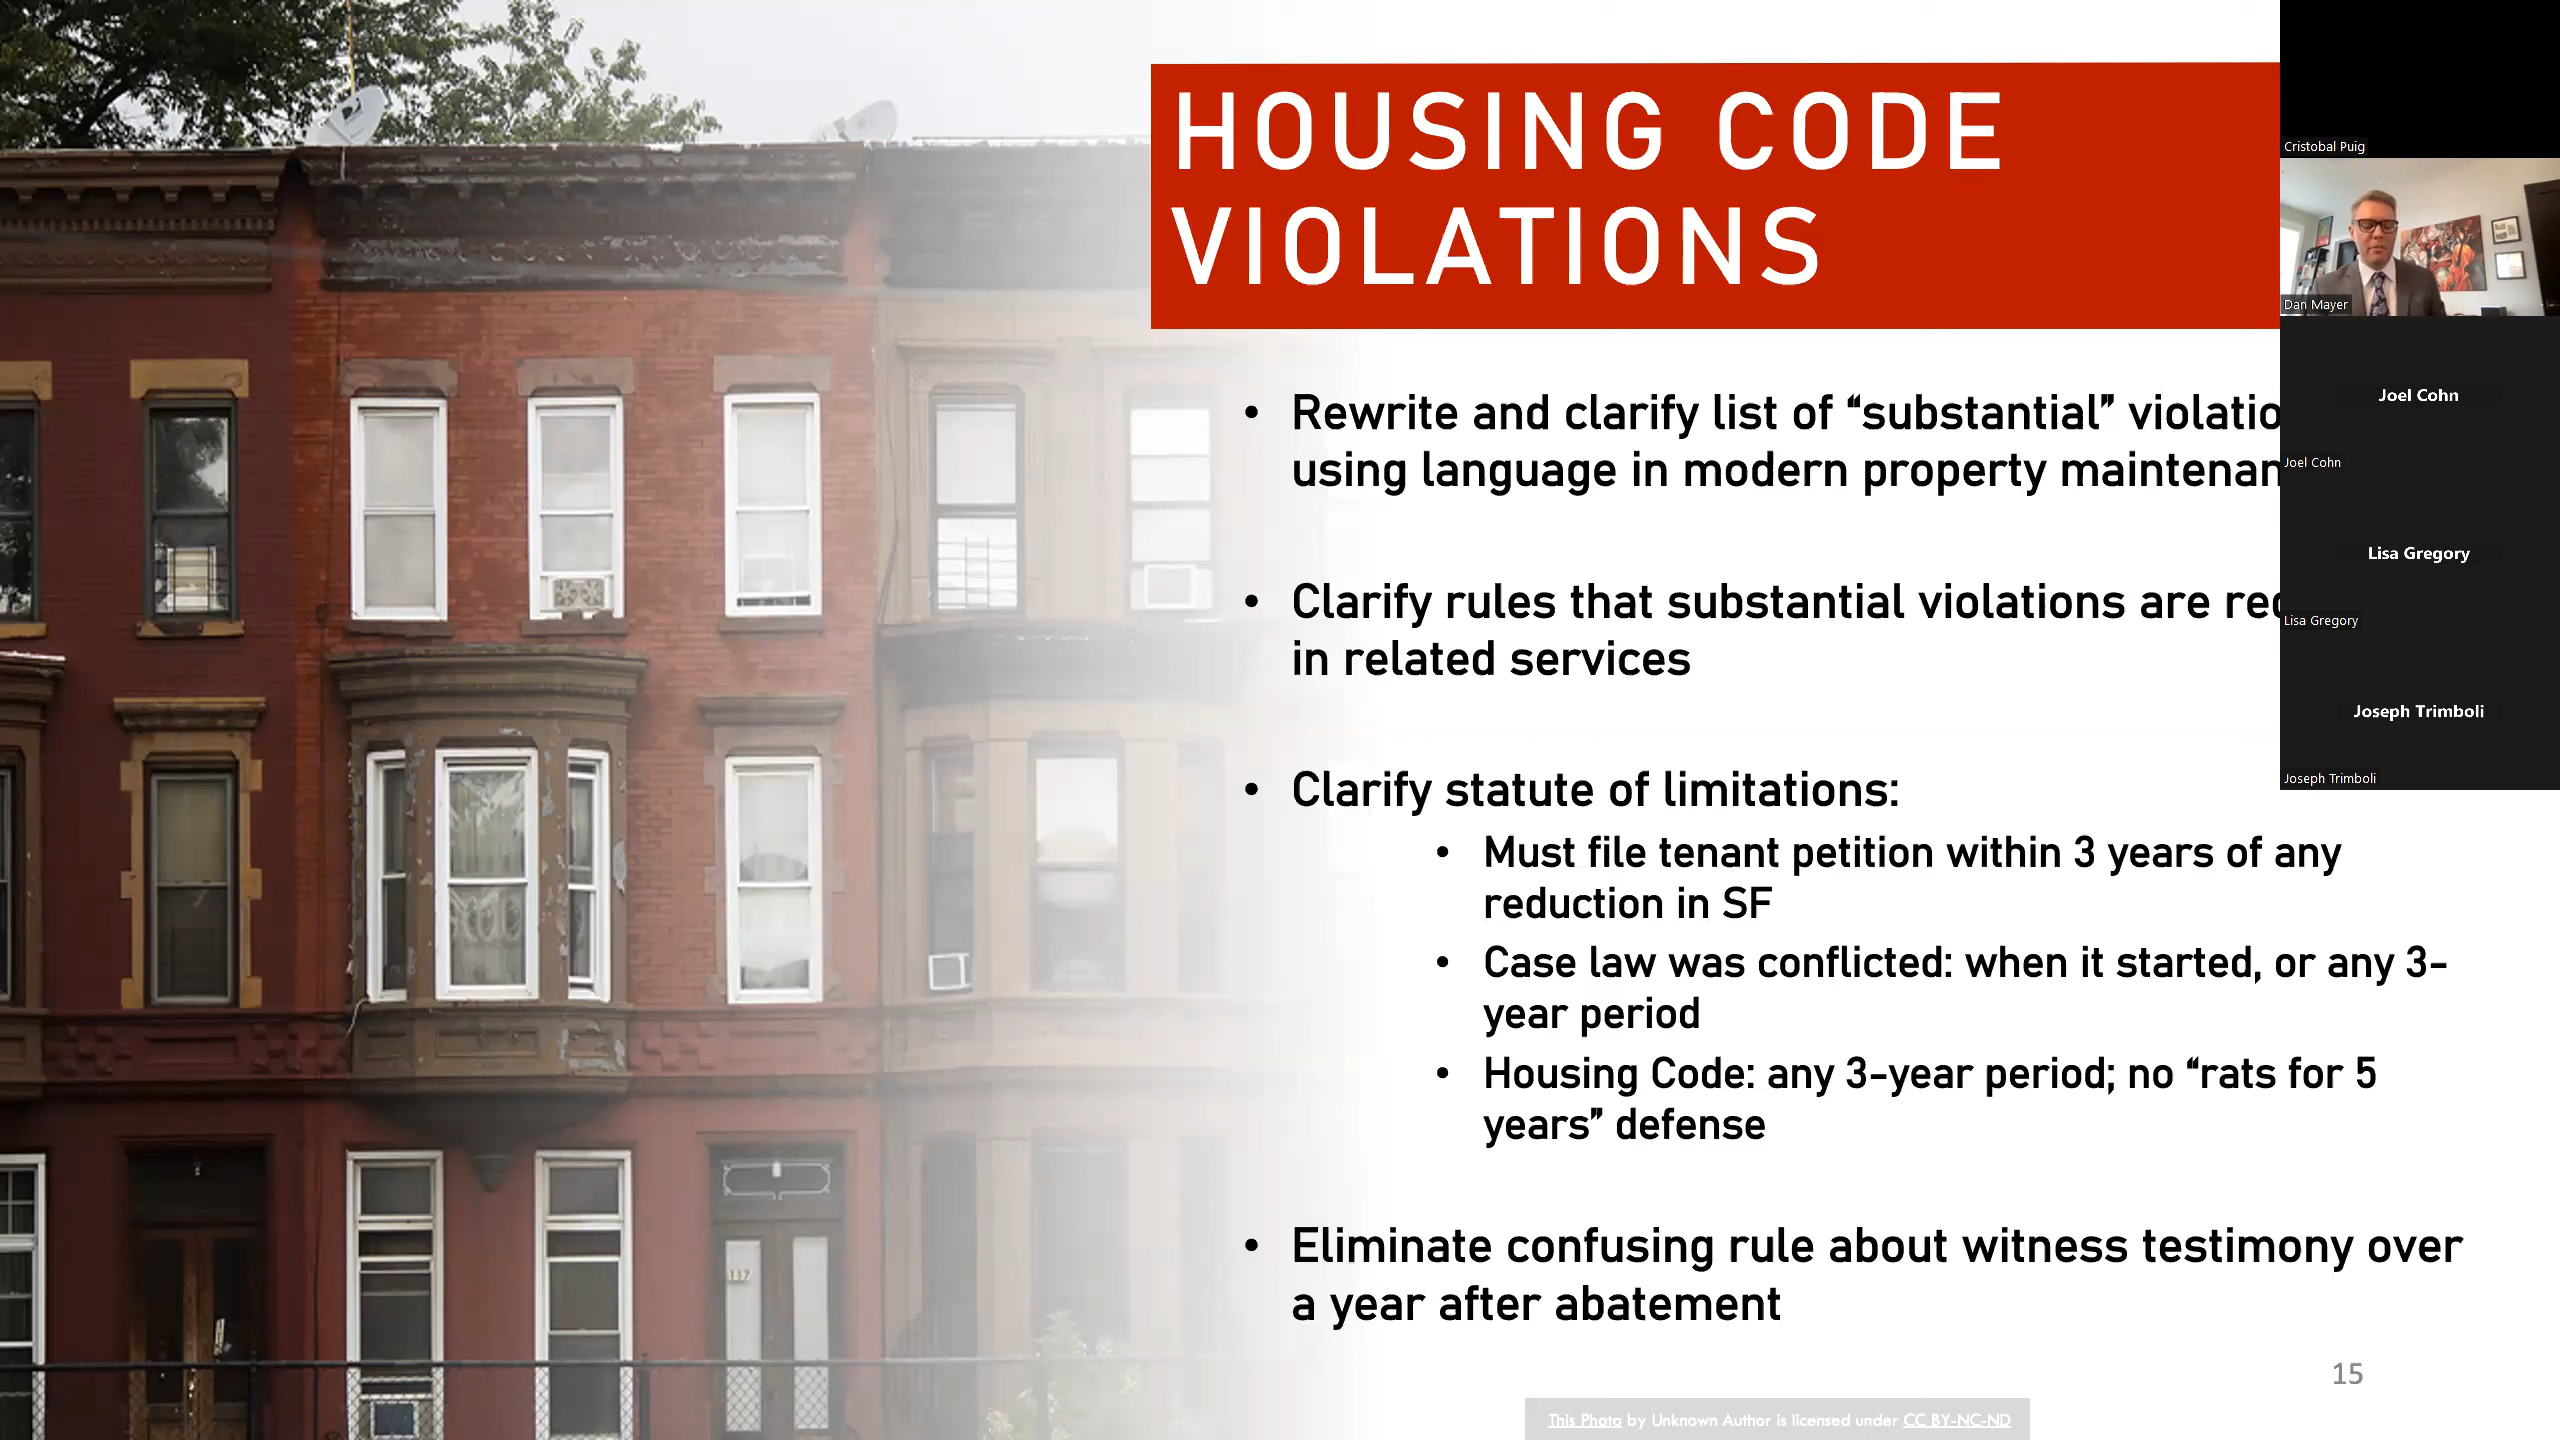 HOUSING CODE
VIOLATIONS
• Rewrite and clarify list of “substantial” violatio
using language in modern property maintenan
• Clarify rules that substantial violations are
in related services
• Clarify statute of limitations:
• Must file tenant petition within 3 years of any
reduction in SF
• Case law was conflicted: when it started, or any 3-
year period
• Housing Code: any 3-year period; no “rats for 5
years” defense
• Eliminate confusing rule about witness testimony over
a year after abatement
15
This Photo by Unknown Author is licensed under CC BY-NC-ND
Cristobal Puig
Dan Mayer
Joel Cohn
Joel Cohn
Lisa Gregory
Lisa Gregory
Joseph Trimboli
Joseph Trimboli